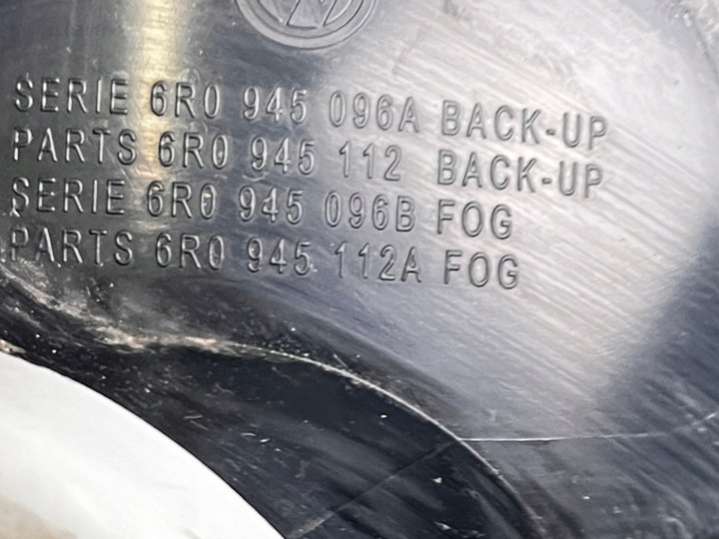 SERIE 6R0 945 096A BACK-UP
PARTS 6R0 945 112 BACK-UP
SERIE 6R0 945 096B FOG
PARTS 6R0 945 112A FOG